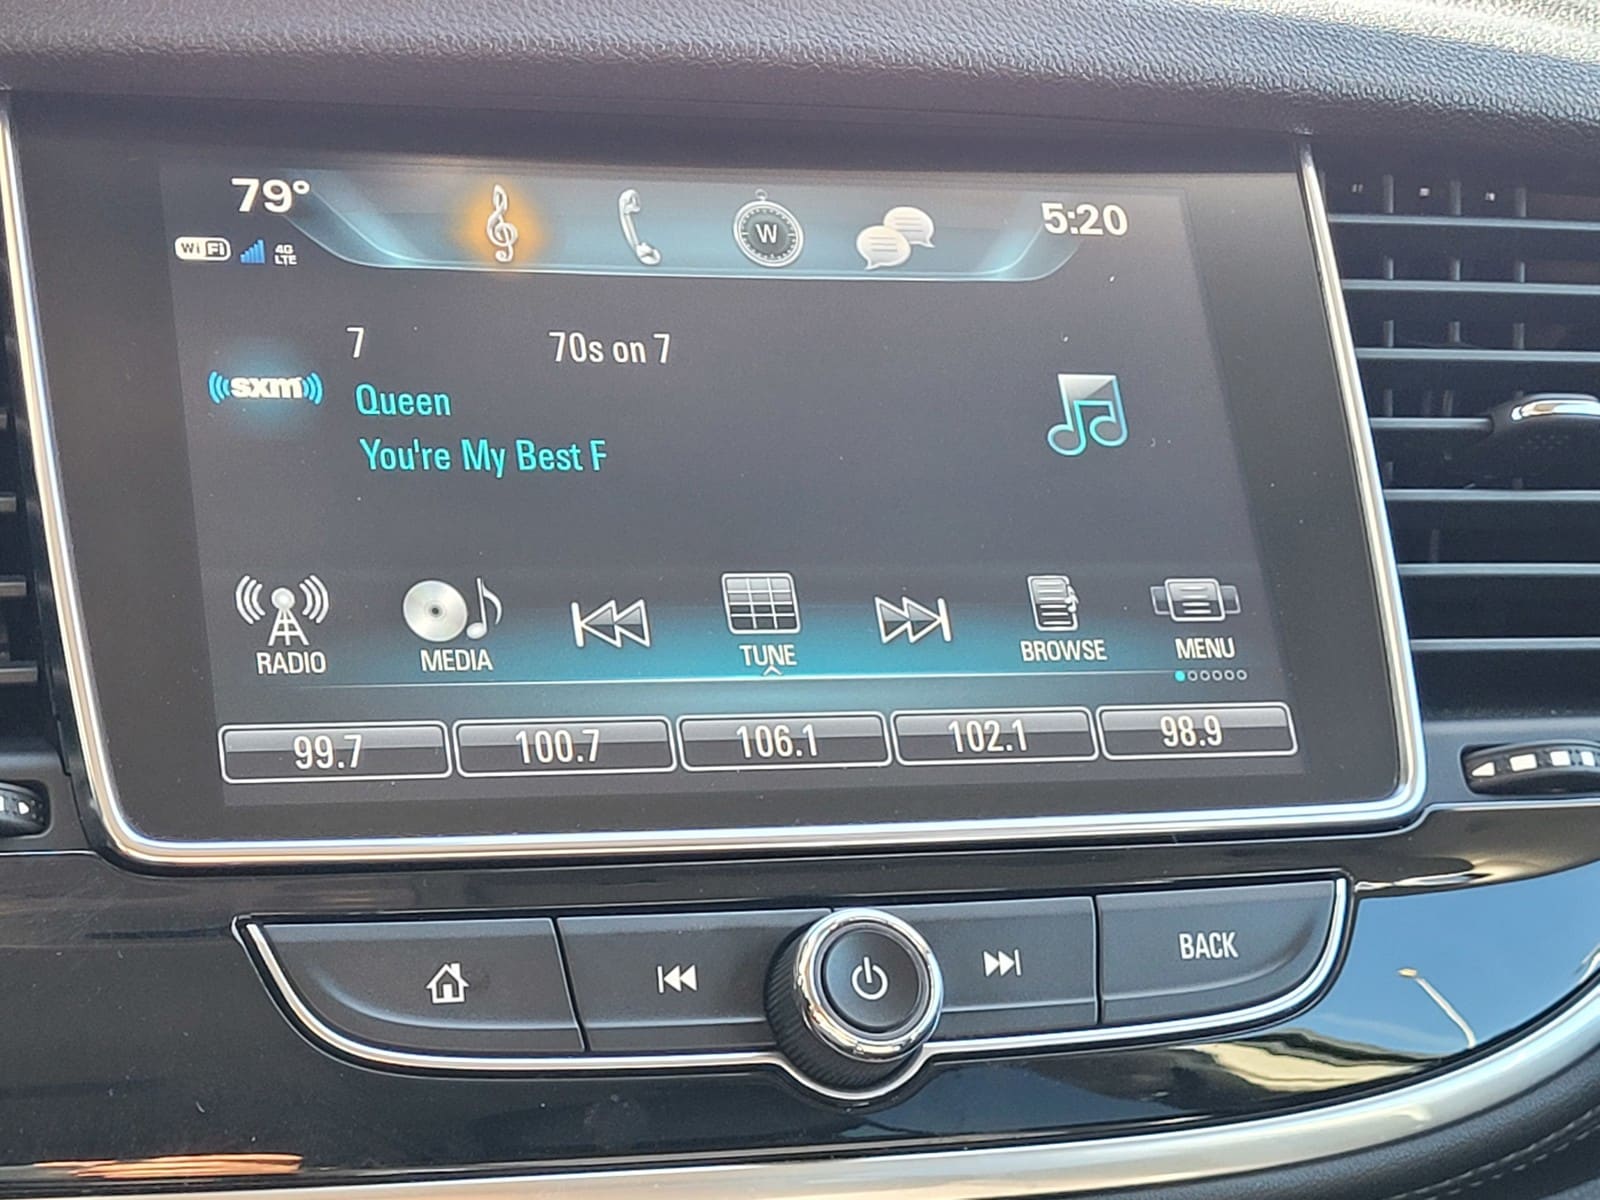 79°
WiFi
4G
LTE
W
5:20
7
70s on 7
((sxm))
Queen
You're My Best F
RADIO
MEDIA
TUNE
BROWSE
MENU
99.7
100.7
106.1
102.1
98.9
BACK